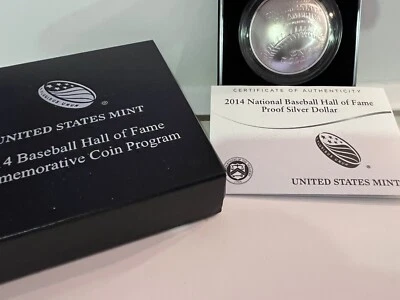 UNITED STATES MINT
4 Baseball Hall of Fame
memorative Coin Program
CERTIFICATE OF AUTHENTICITY
2014 National Baseball Hall of Fame
Proof Silver Dollar
UNITED STATES MINT